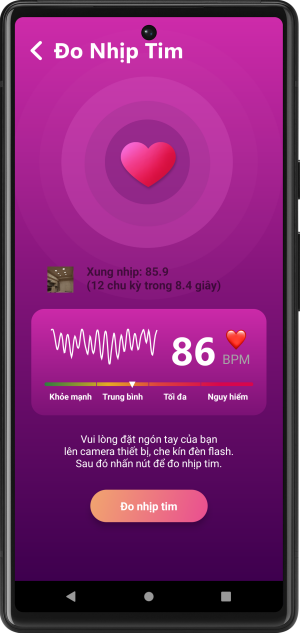 Đo Nhịp Tim
Xung nhịp: 85.9
(12 chu kỳ trong 8.4 giây)
86
BPM
Khỏe mạnh Trung bình Tối đa Nguy hiểm
Vui lòng đặt ngón tay của bạn
lên camera thiết bị, che kín đèn flash.
Sau đó nhấn nút để đo nhịp tim.
Đo nhịp tim